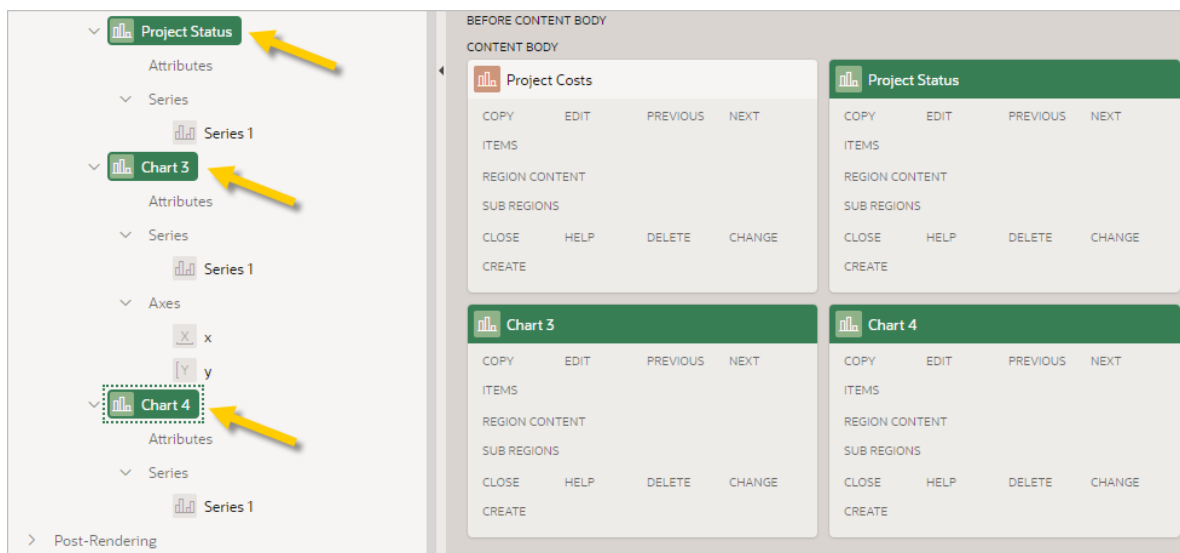 Project Status
Attributes
Series
Series 1
Chart 3
Attributes
Series
Series 1
Axes
X x
Y y
Chart 4
Attributes
Series
Series 1
Post-Rendering
BEFORE CONTENT BODY
CONTENT BODY
Project Costs
COPY EDIT PREVIOUS NEXT
ITEMS
REGION CONTENT
SUB REGIONS
CLOSE HELP DELETE CHANGE
CREATE
Project Status
COPY EDIT PREVIOUS NEXT
ITEMS
REGION CONTENT
SUB REGIONS
CLOSE HELP DELETE CHANGE
CREATE
Chart 3
COPY EDIT PREVIOUS NEXT
ITEMS
REGION CONTENT
SUB REGIONS
CLOSE HELP DELETE CHANGE
CREATE
Chart 4
COPY EDIT PREVIOUS NEXT
ITEMS
REGION CONTENT
SUB REGIONS
CLOSE HELP DELETE CHANGE
CREATE